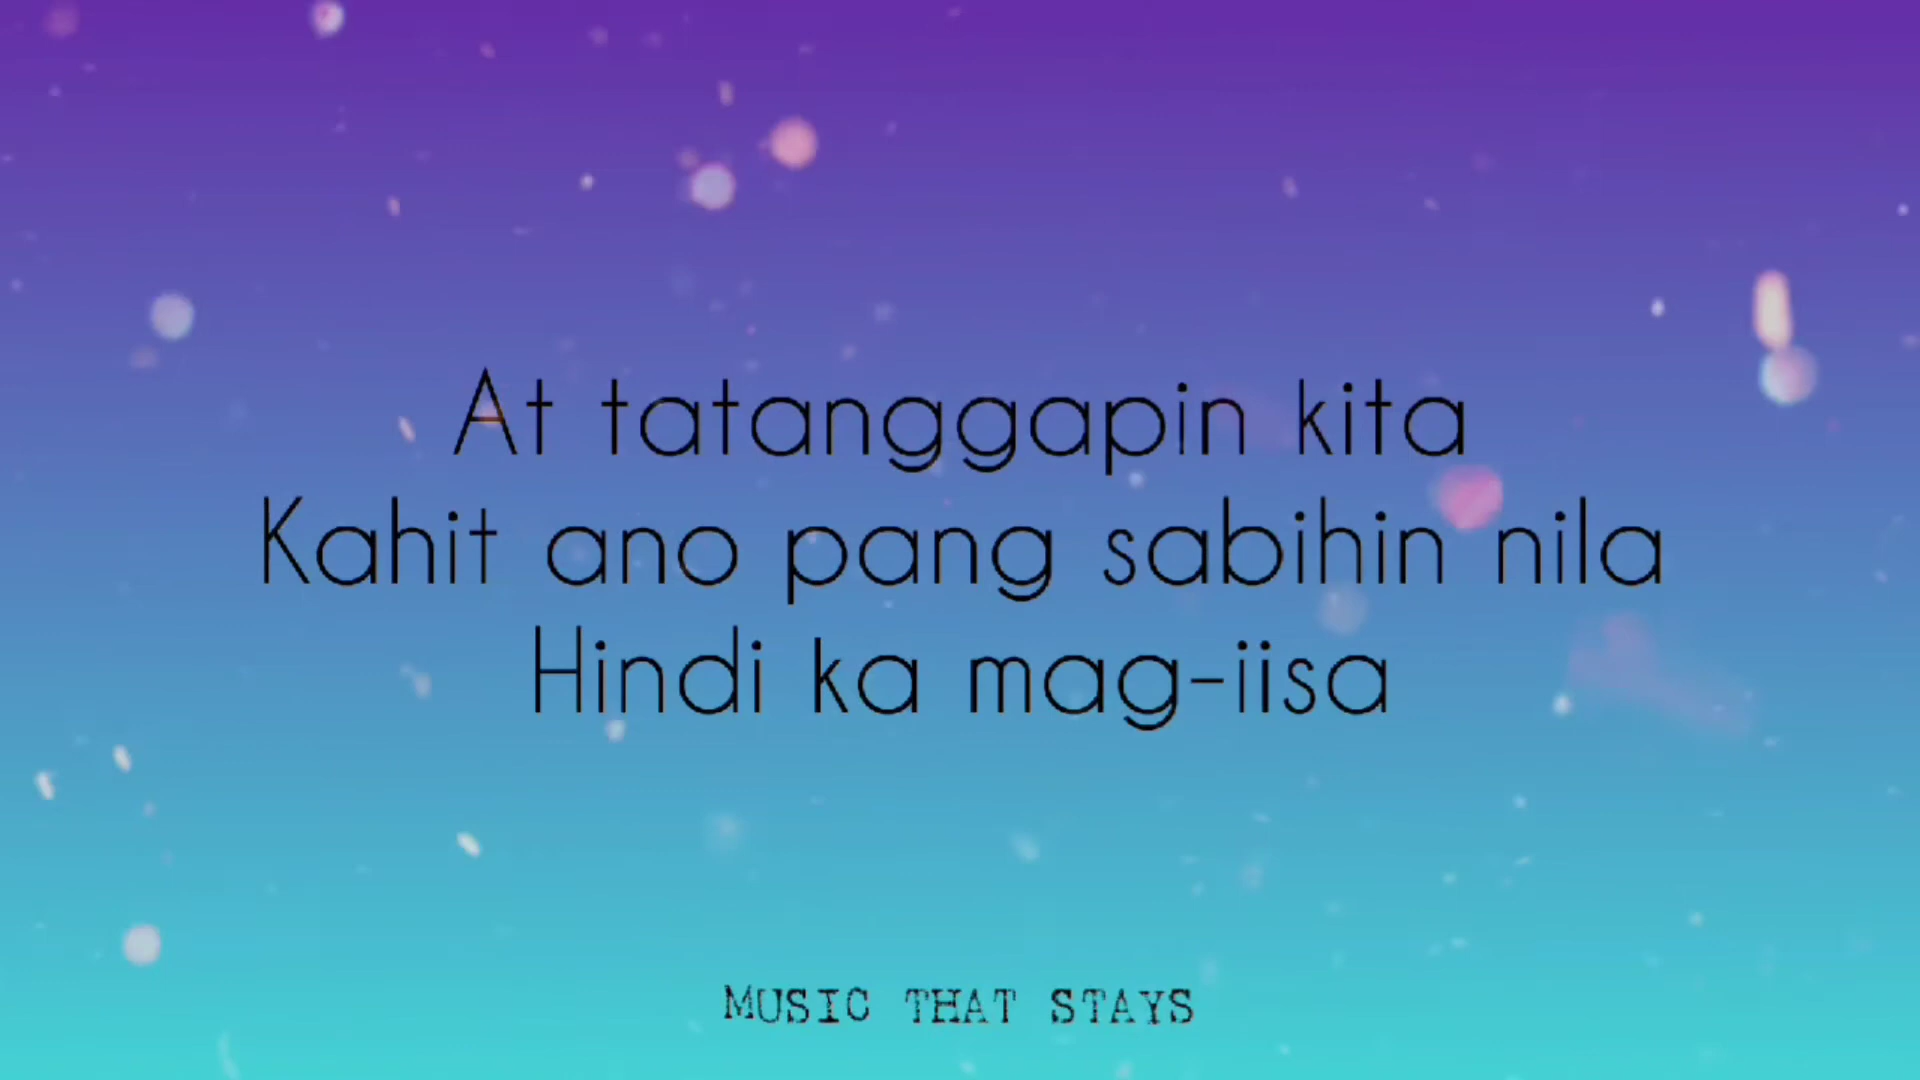 At tatanggapin kita
Kahit ano pang sabihin nila
Hindi ka mag-iisa
MUSIC THAT STAYS